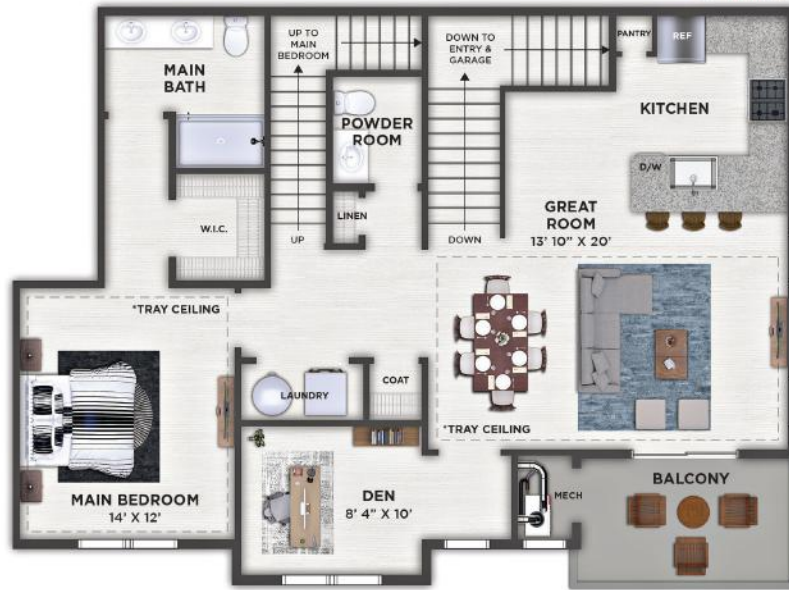 UP TO
MAIN
BEDROOM
DOWN TO
ENTRY &
GARAGE
PANTRY
REF
MAIN
BATH
POWDER
ROOM
KITCHEN
D/W
LINEN
W.I.C.
UP
DOWN
GREAT
ROOM
13' 10" X 20'
*TRAY CEILING
LAUNDRY
COAT
*TRAY CEILING
MAIN BEDROOM
14' X 12'
DEN
8' 4" X 10'
MECH
BALCONY